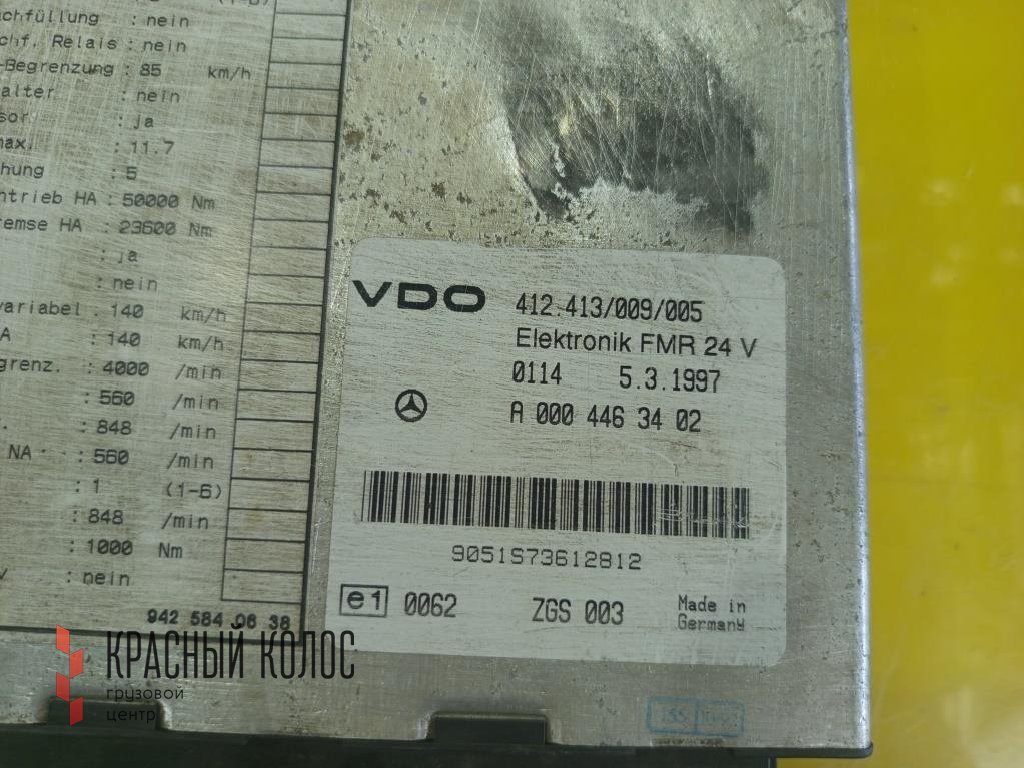 (1-6)
chfüllung : nein
chf. Relais : nein
-Begrenzung : 85 km/h
alter : nein
sor : ja
max. : 11.7
hung : 5
ntrieb HA : 50000 Nm
remse HA : 23600 Nm
: ja
: nein
variabel . 140 km/h
A : 140 km/h
grenz. : 4000 /min
: 560 /min
. : 848 /min
NA : 560 /min
: 1 (1-6)
: 848 /min
: 1000 Nm
v : nein
942 584 06 38
VDO 412.413/009/005
Elektronik FMR 24 V
0114 5.3.1997
A 000 446 34 02
9051S73612812
e1 0062 ZGS 003 Made in
Germany
КРАСНЫЙ КОЛОС
грузовой
центр